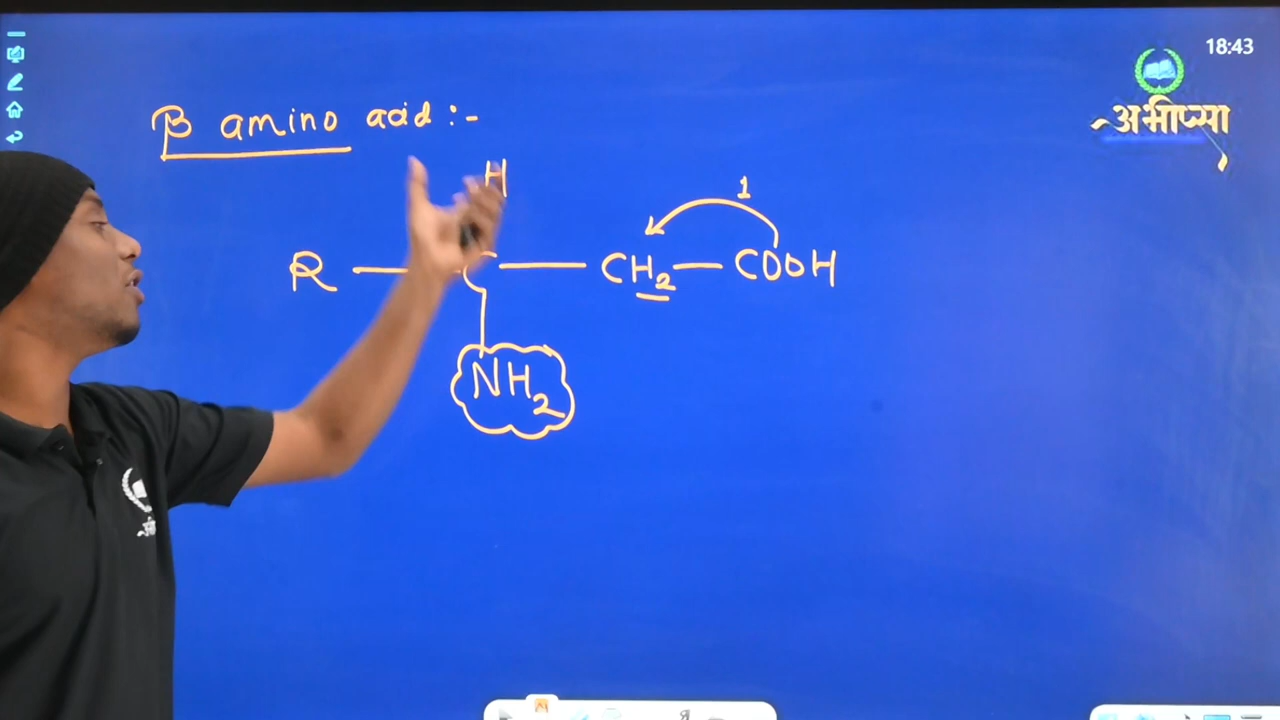 18:43
अभीप्सा
β amino acid :-
H 1
R — C — CH₂ — COOH
NH₂